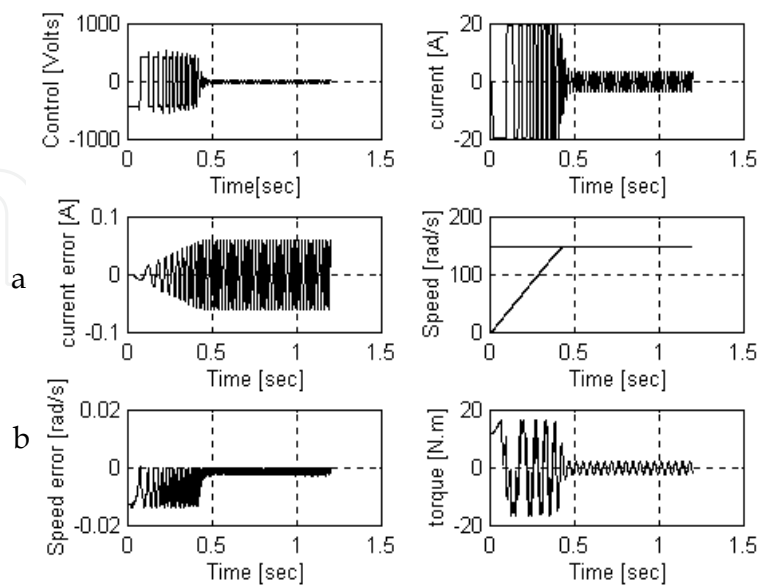 1000
0
-1000
Control [Volts]
0 0.5 1 1.5
Time[sec]
20
0
-20
current [A]
0 0.5 1 1.5
Time [sec]
a
0.1
0
-0.1
current error [A]
0 0.5 1 1.5
Time [sec]
200
100
0
Speed [rad/s]
0 0.5 1 1.5
Time [sec]
b
0.02
0
-0.02
Speed error [rad/s]
0 0.5 1 1.5
Time [sec]
20
0
-20
torque [N.m]
0 0.5 1 1.5
Time [sec]